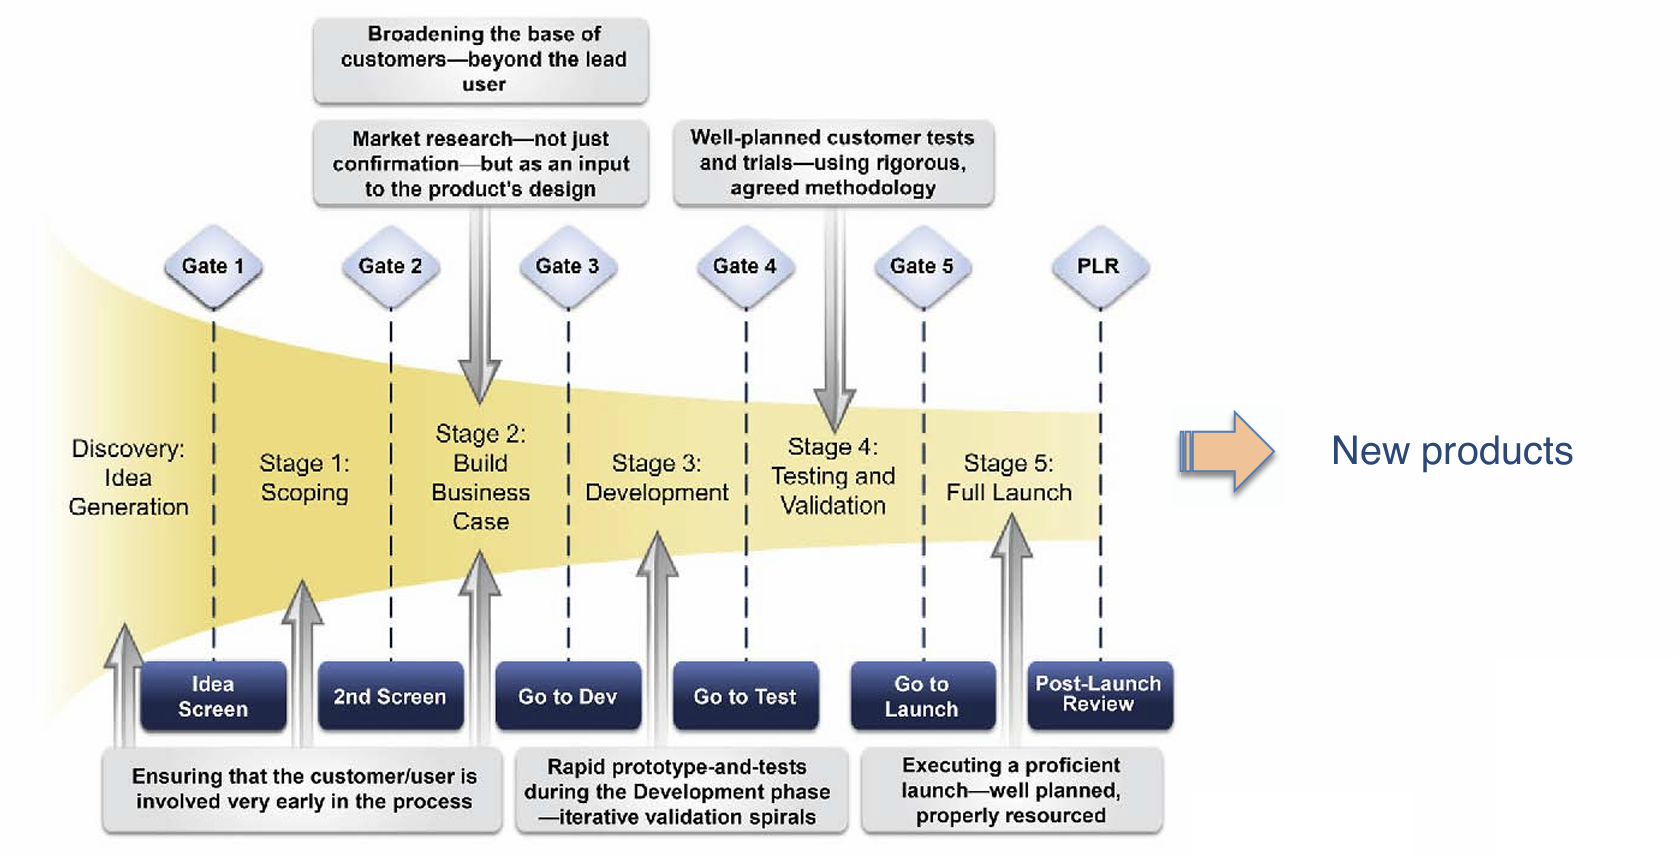 Broadening the base of
customers—beyond the lead
user
Market research—not just
confirmation—but as an input
to the product's design
Well-planned customer tests
and trials—using rigorous,
agreed methodology
Gate 1
Gate 2
Gate 3
Gate 4
Gate 5
PLR
Discovery:
Idea
Generation
Stage 1:
Scoping
Stage 2:
Build
Business
Case
Stage 3:
Development
Stage 4:
Testing and
Validation
Stage 5:
Full Launch
New products
Idea
Screen
2nd Screen
Go to Dev
Go to Test
Go to
Launch
Post-Launch
Review
Ensuring that the customer/user is
involved very early in the process
Rapid prototype-and-tests
during the Development phase
—iterative validation spirals
Executing a proficient
launch—well planned,
properly resourced